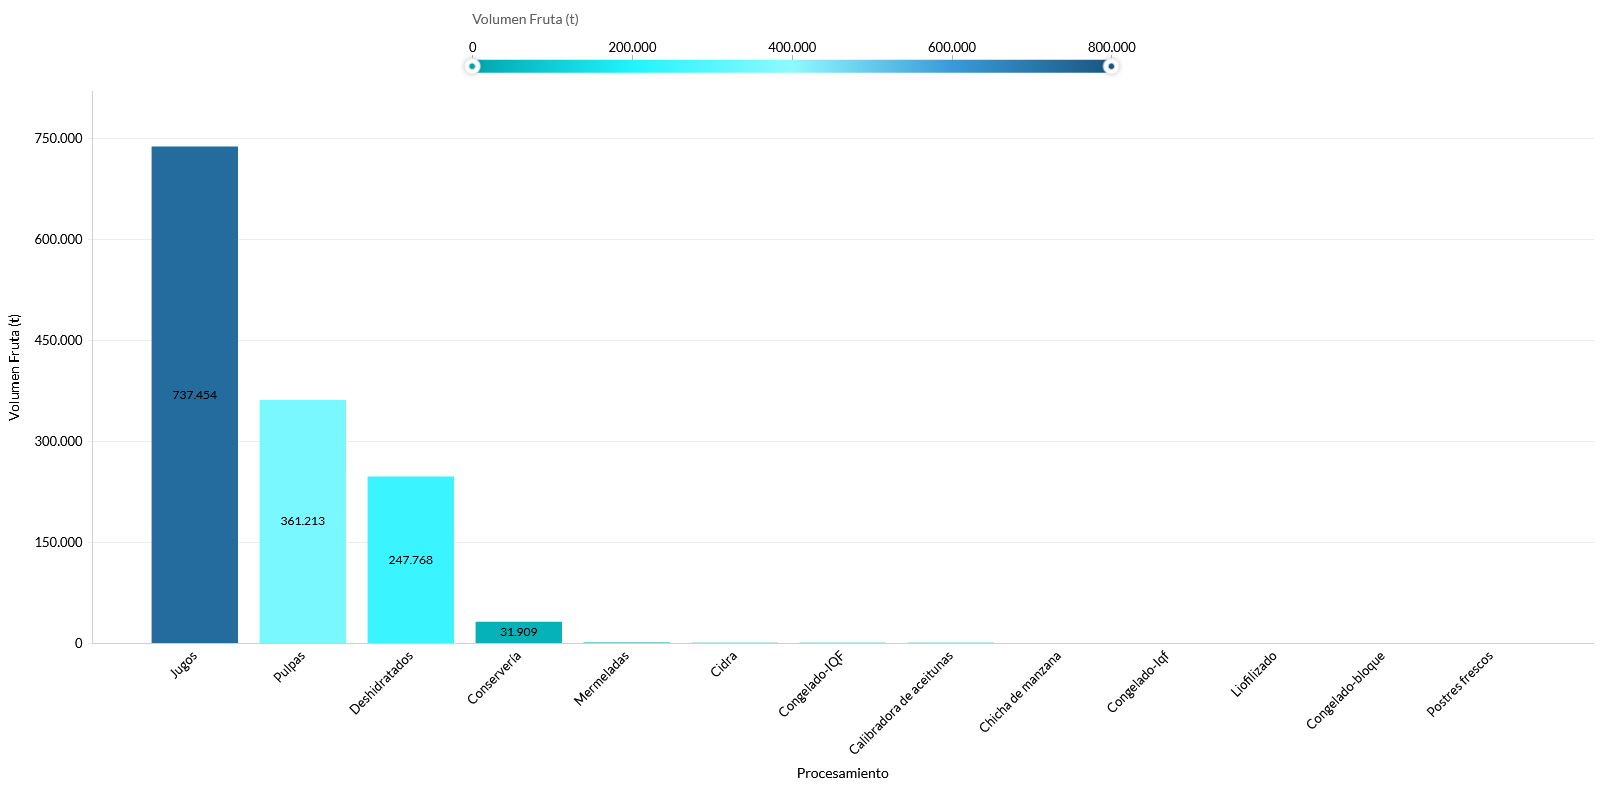 Volumen Fruta (t)
0 200.000 400.000 600.000 800.000
Volumen Fruta (t)
750.000
600.000
450.000
300.000
150.000
0
737.454
361.213
247.768
31.909
Jugos
Pulpas
Deshidratados
Conservería
Mermeladas
Cidra
Congelado-IQF
Calibradora de aceitunas
Chicha de manzana
Congelado-Iqf
Liofilizado
Congelado-bloque
Postres frescos
Procesamiento